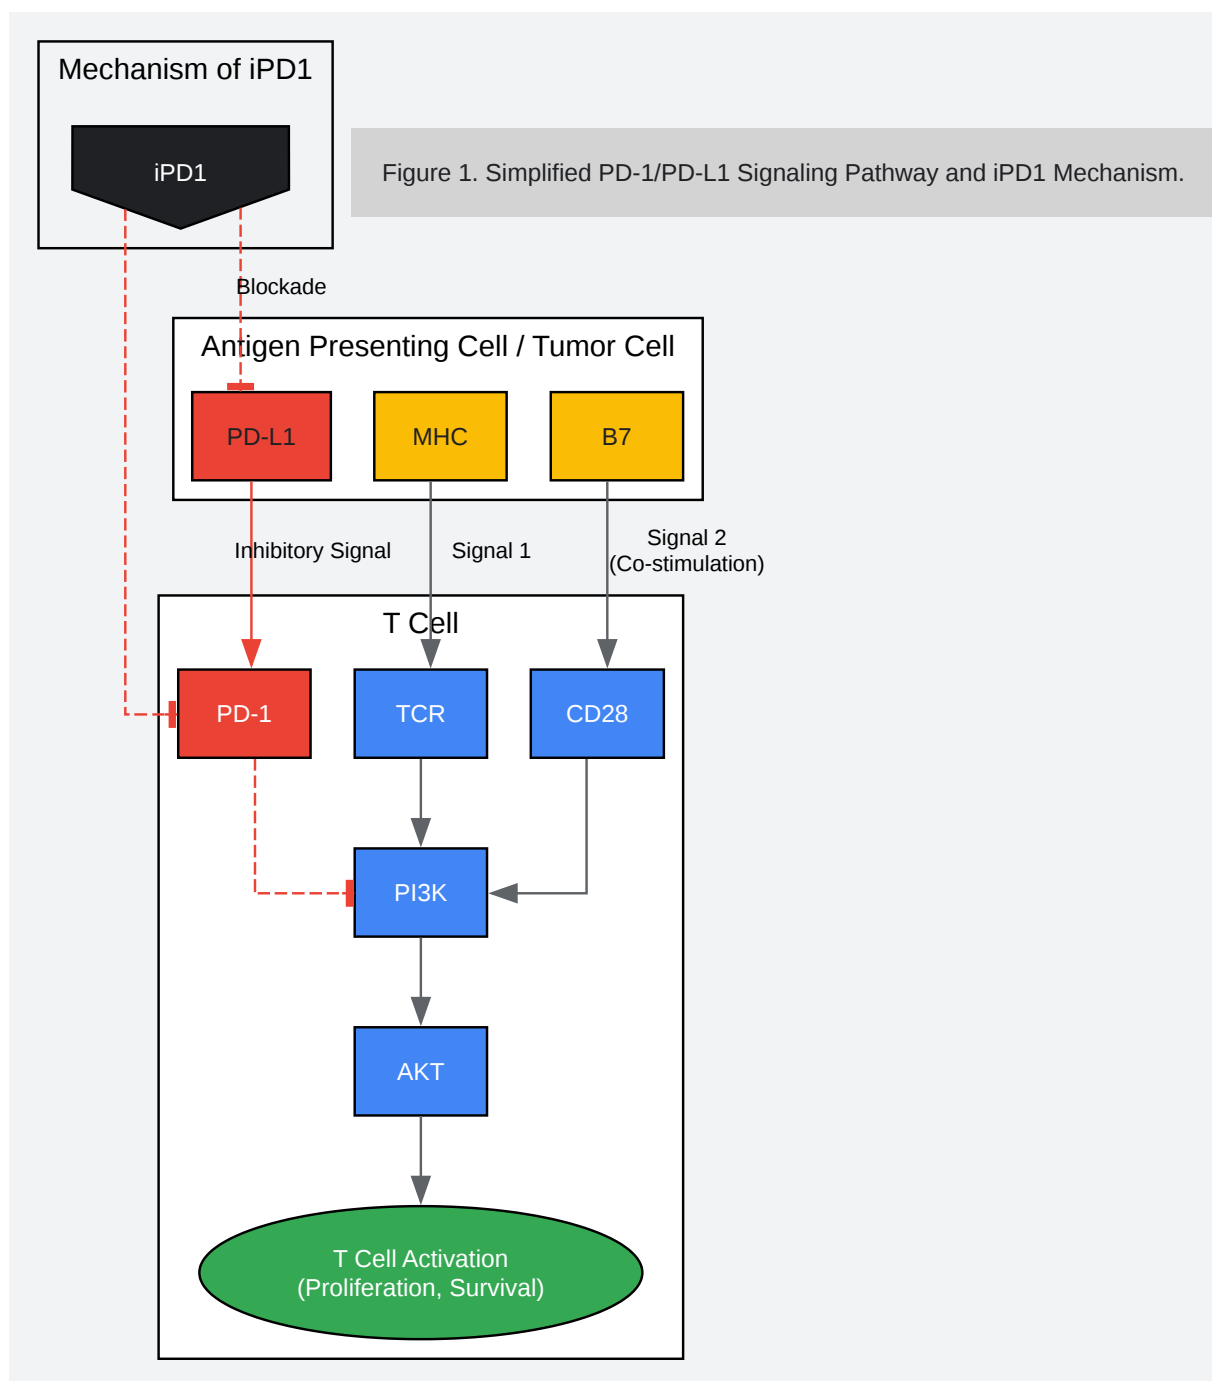 Mechanism of iPD1
iPD1
Figure 1. Simplified PD-1/PD-L1 Signaling Pathway and iPD1 Mechanism.
Blockade
Antigen Presenting Cell / Tumor Cell
PD-L1
MHC
B7
Inhibitory Signal
Signal 1
Signal 2
(Co-stimulation)
T Cell
PD-1
TCR
CD28
PI3K
AKT
T Cell Activation
(Proliferation, Survival)